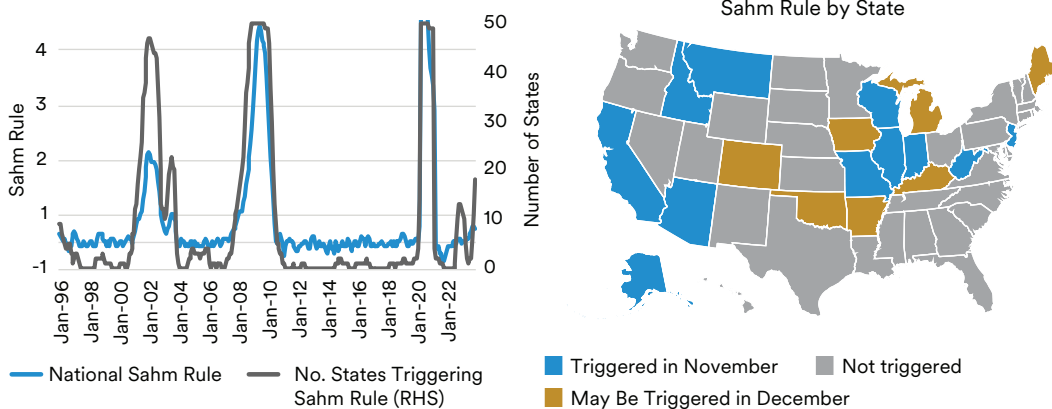 Sahm Rule by State
Sahm Rule
4
3
2
1
-1
50
40
30
20
10
0
Number of States
Jan-96
Jan-98
Jan-00
Jan-02
Jan-04
Jan-06
Jan-08
Jan-10
Jan-12
Jan-14
Jan-16
Jan-18
Jan-20
Jan-22
National Sahm Rule
No. States Triggering
Sahm Rule (RHS)
Triggered in November
Not triggered
May Be Triggered in December